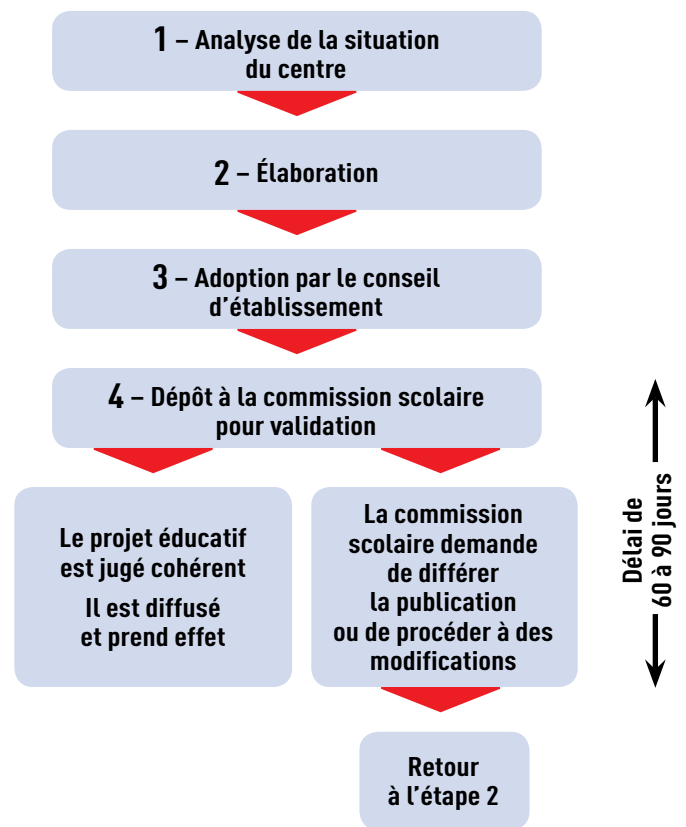 1 – Analyse de la situation
du centre
2 – Élaboration
3 – Adoption par le conseil
d’établissement
4 – Dépôt à la commission scolaire
pour validation
Le projet éducatif
est jugé cohérent
Il est diffusé
et prend effet
La commission
scolaire demande
de différer
la publication
ou de procéder à des
modifications
Délai de
60 à 90 jours
Retour
à l’étape 2